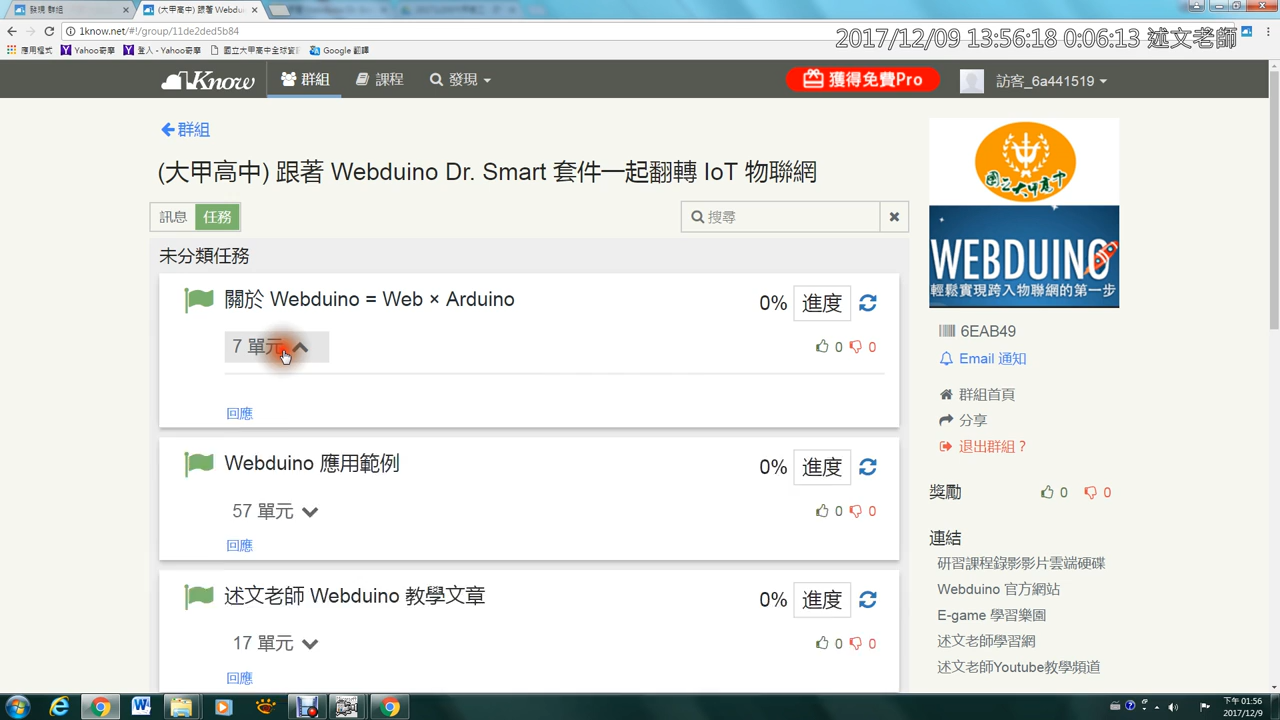 發現 群組
(大甲高中) 跟著 Webdu
1know.net/#!/group/11de2ded5b84
2017/12/09 13:56:18 0:06:13 述文老師
應用程式
Yahoo奇摩
登入 - Yahoo奇摩
國立大甲高中全球資
Google 翻譯
1Know
群組
課程
發現
獲得免費Pro
訪客_6a441519
群組
(大甲高中) 跟著 Webduino Dr. Smart 套件一起翻轉 IoT 物聯網
訊息
任務
搜尋
未分類任務
關於 Webduino = Web × Arduino
0%
進度
7 單元
0
0
回應
Webduino 應用範例
0%
進度
57 單元
0
0
回應
述文老師 Webduino 教學文章
0%
進度
17 單元
0
0
回應
國立大甲高中
WEBDUINO
輕鬆實現跨入物聯網的第一步
6EAB49
Email 通知
群組首頁
分享
退出群組？
獎勵
0
0
連結
研習課程錄影影片雲端硬碟
Webduino 官方網站
E-game 學習樂園
述文老師學習網
述文老師Youtube教學頻道
下午 01:56
2017/12/9